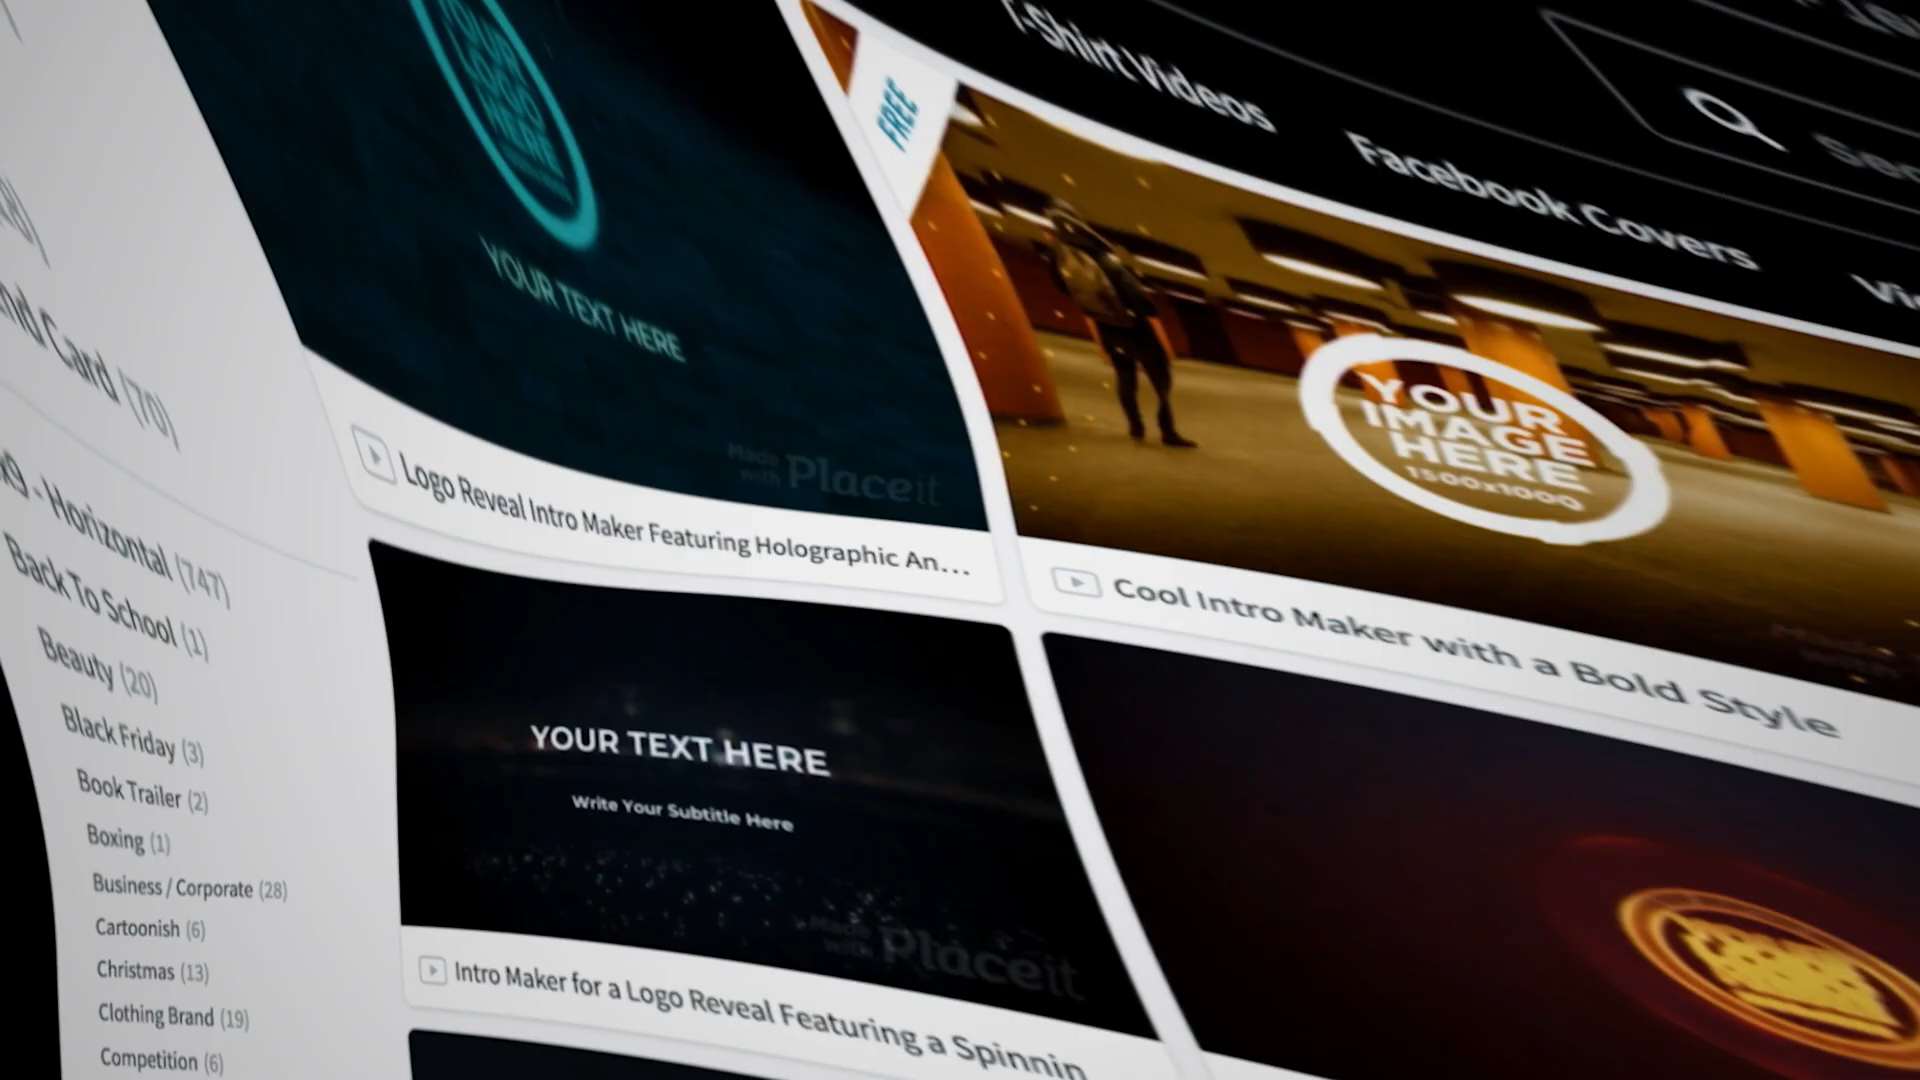 T-Shirt Videos
Facebook Covers
FREE
YOUR
LOGO
HERE
YOUR TEXT HERE
Made
with Placeit
Logo Reveal Intro Maker Featuring Holographic An...
YOUR
IMAGE
HERE
1500x1000
Cool Intro Maker with a Bold Style
YOUR TEXT HERE
Write Your Subtitle Here
Made
with Placeit
Intro Maker for a Logo Reveal Featuring a Spinnin
Card (70)
- Horizontal (747)
Back To School (1)
Beauty (20)
Black Friday (3)
Book Trailer (2)
Boxing (1)
Business / Corporate (28)
Cartoonish (6)
Christmas (13)
Clothing Brand (19)
Competition (6)